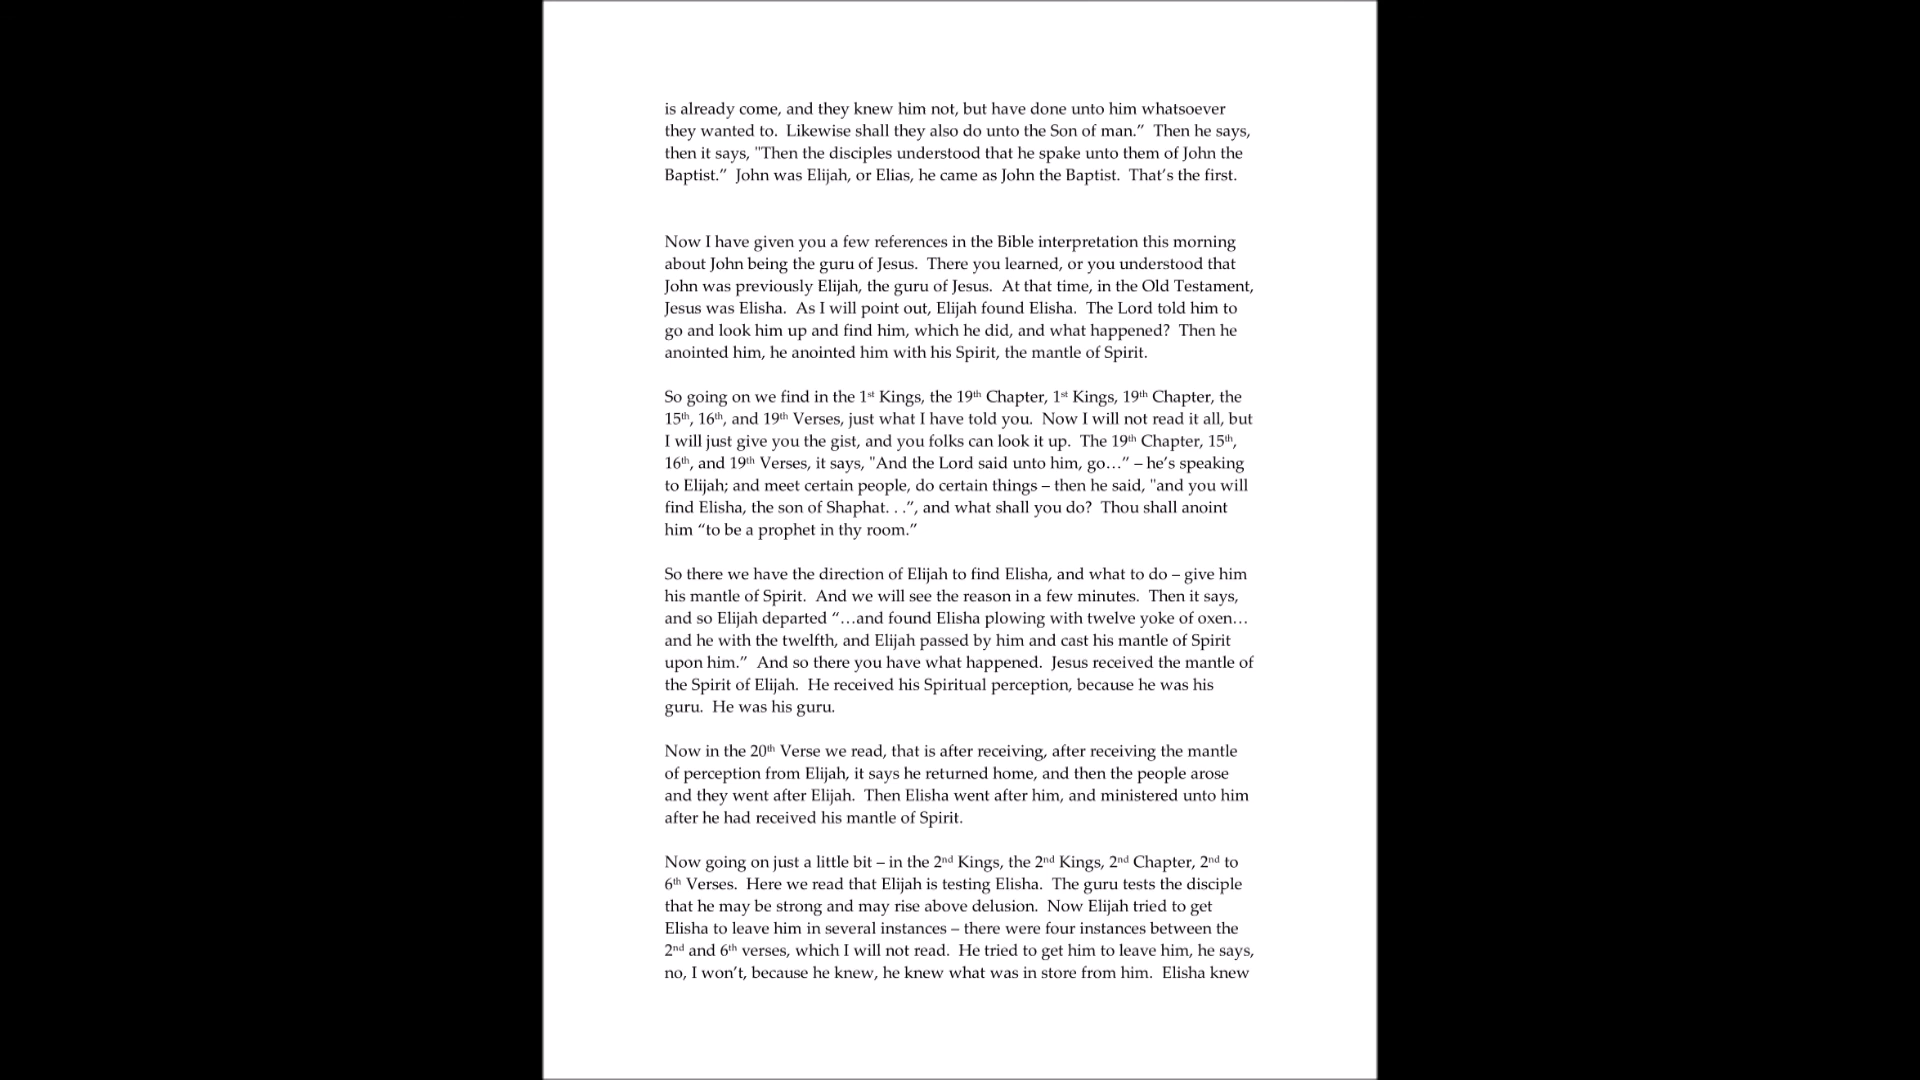 is already come, and they knew him not, but have done unto him whatsoever
they wanted to.  Likewise shall they also do unto the Son of man.”  Then he says,
then it says, "Then the disciples understood that he spake unto them of John the
Baptist.”  John was Elijah, or Elias, he came as John the Baptist.  That’s the first.
Now I have given you a few references in the Bible interpretation this morning
about John being the guru of Jesus.  There you learned, or you understood that
John was previously Elijah, the guru of Jesus.  At that time, in the Old Testament,
Jesus was Elisha.  As I will point out, Elijah found Elisha.  The Lord told him to
go and look him up and find him, which he did, and what happened?  Then he
anointed him, he anointed him with his Spirit, the mantle of Spirit.
So going on we find in the 1st Kings, the 19th Chapter, 1st Kings, 19th Chapter, the
15th, 16th, and 19th Verses, just what I have told you.  Now I will not read it all, but
I will just give you the gist, and you folks can look it up.  The 19th Chapter, 15th,
16th, and 19th Verses, it says, "And the Lord said unto him, go…” – he’s speaking
to Elijah; and meet certain people, do certain things – then he said, "and you will
find Elisha, the son of Shaphat. . .”, and what shall you do?  Thou shall anoint
him “to be a prophet in thy room.”
So there we have the direction of Elijah to find Elisha, and what to do – give him
his mantle of Spirit.  And we will see the reason in a few minutes.  Then it says,
and so Elijah departed “…and found Elisha plowing with twelve yoke of oxen…
and he with the twelfth, and Elijah passed by him and cast his mantle of Spirit
upon him.”  And so there you have what happened.  Jesus received the mantle of
the Spirit of Elijah.  He received his Spiritual perception, because he was his
guru.  He was his guru.
Now in the 20th Verse we read, that is after receiving, after receiving the mantle
of perception from Elijah, it says he returned home, and then the people arose
and they went after Elijah.  Then Elisha went after him, and ministered unto him
after he had received his mantle of Spirit.
Now going on just a little bit – in the 2nd Kings, the 2nd Kings, 2nd Chapter, 2nd to
6th Verses.  Here we read that Elijah is testing Elisha.  The guru tests the disciple
that he may be strong and may rise above delusion.  Now Elijah tried to get
Elisha to leave him in several instances – there were four instances between the
2nd and 6th verses, which I will not read.  He tried to get him to leave him, he says,
no, I won’t, because he knew, he knew what was in store from him.  Elisha knew